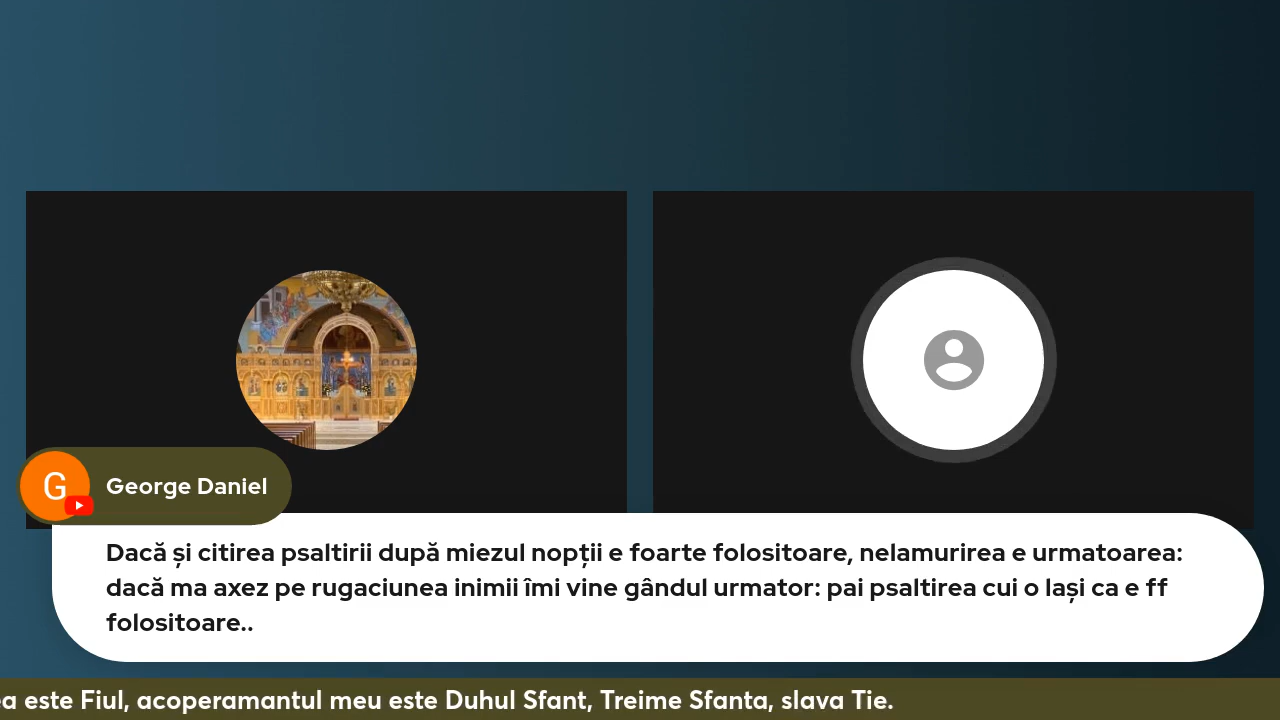 G
George Daniel
Dacă și citirea psaltirii după miezul nopții e foarte folositoare, nelamurirea e urmatoarea:
dacă ma axez pe rugaciunea inimii îmi vine gândul urmator: pai psaltirea cui o lași ca e ff
folositoare..
a este Fiul, acoperamantul meu este Duhul Sfant, Treime Sfanta, slava Tie.